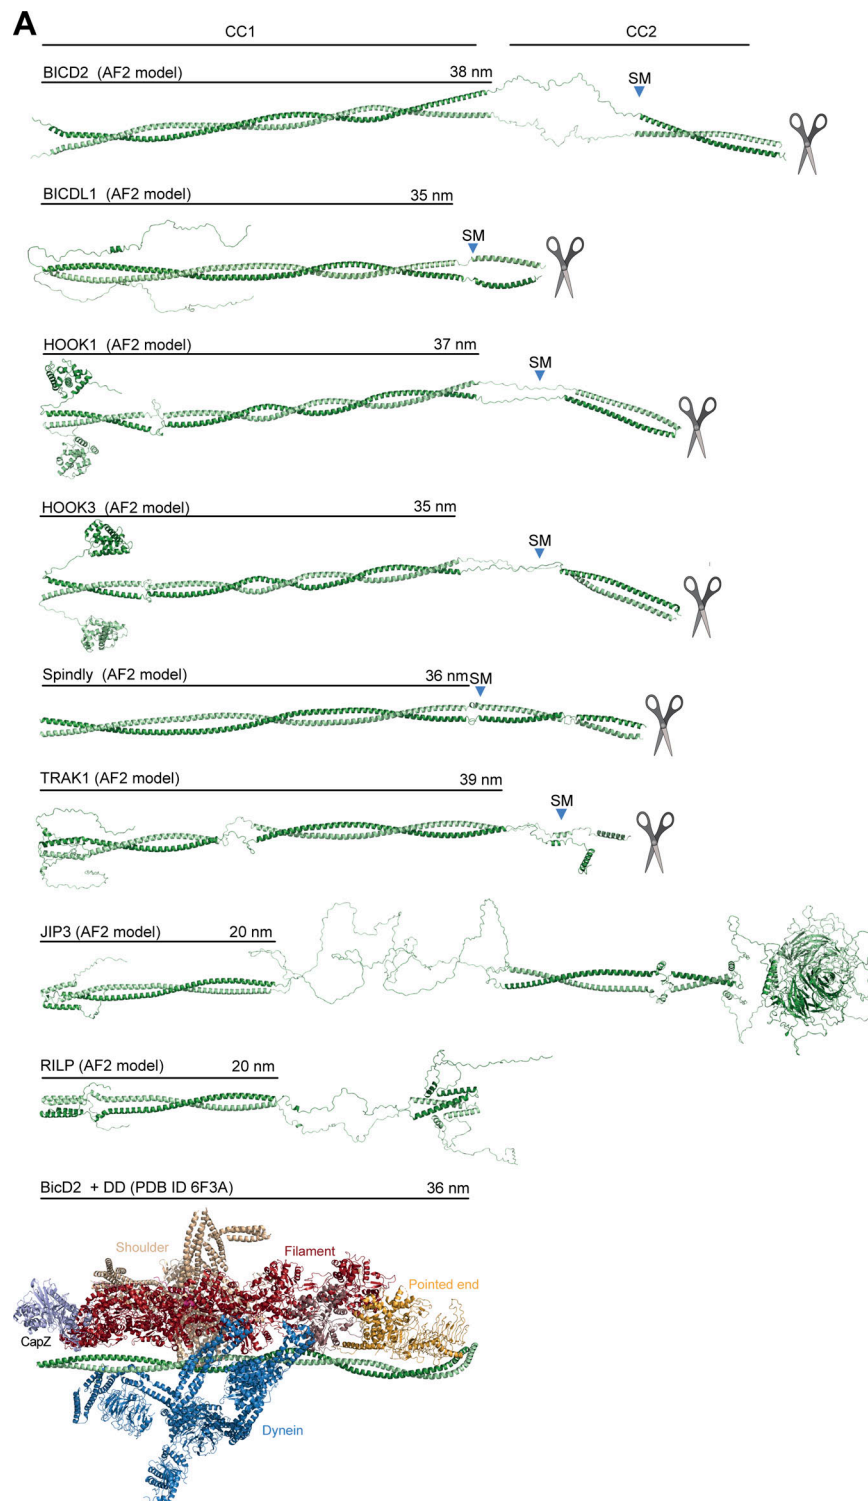 A
CC1 CC2
BICD2 (AF2 model) 38 nm SM
BICDL1 (AF2 model) 35 nm
SM
HOOK1 (AF2 model) 37 nm
SM
HOOK3 (AF2 model) 35 nm
SM
Spindly (AF2 model) 36 nm SM
TRAK1 (AF2 model) 39 nm
SM
JIP3 (AF2 model) 20 nm
RILP (AF2 model) 20 nm
BicD2 + DD (PDB ID 6F3A) 36 nm
Shoulder Filament
Pointed end
CapZ
Dynein